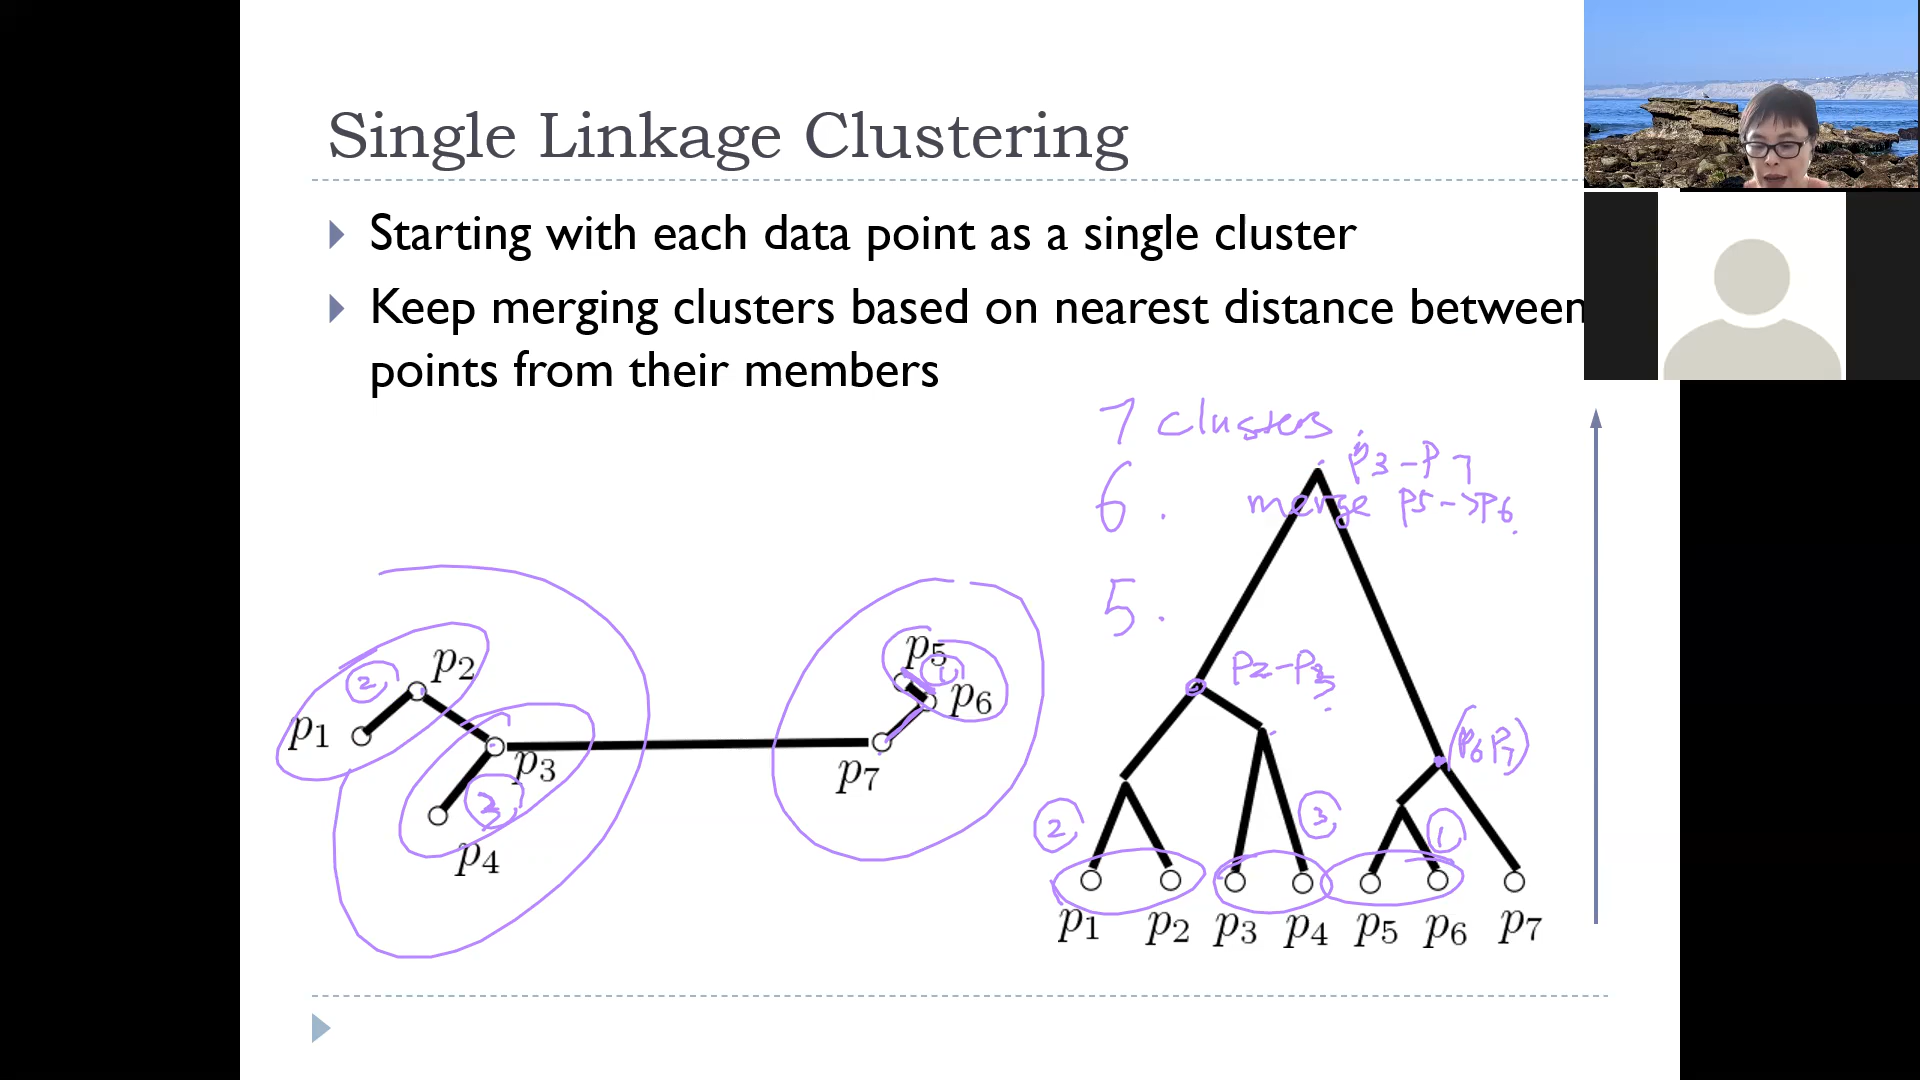 Single Linkage Clustering
Starting with each data point as a single cluster
Keep merging clusters based on nearest distance between
points from their members
7 clusters.
p3-p7
6. merge p5->p6.
5.
p2-p3
(p6 p7)
p5
1
p6
p2
2
p1
p3
3
p4
p7
2
3
1
p1 p2 p3 p4 p5 p6 p7